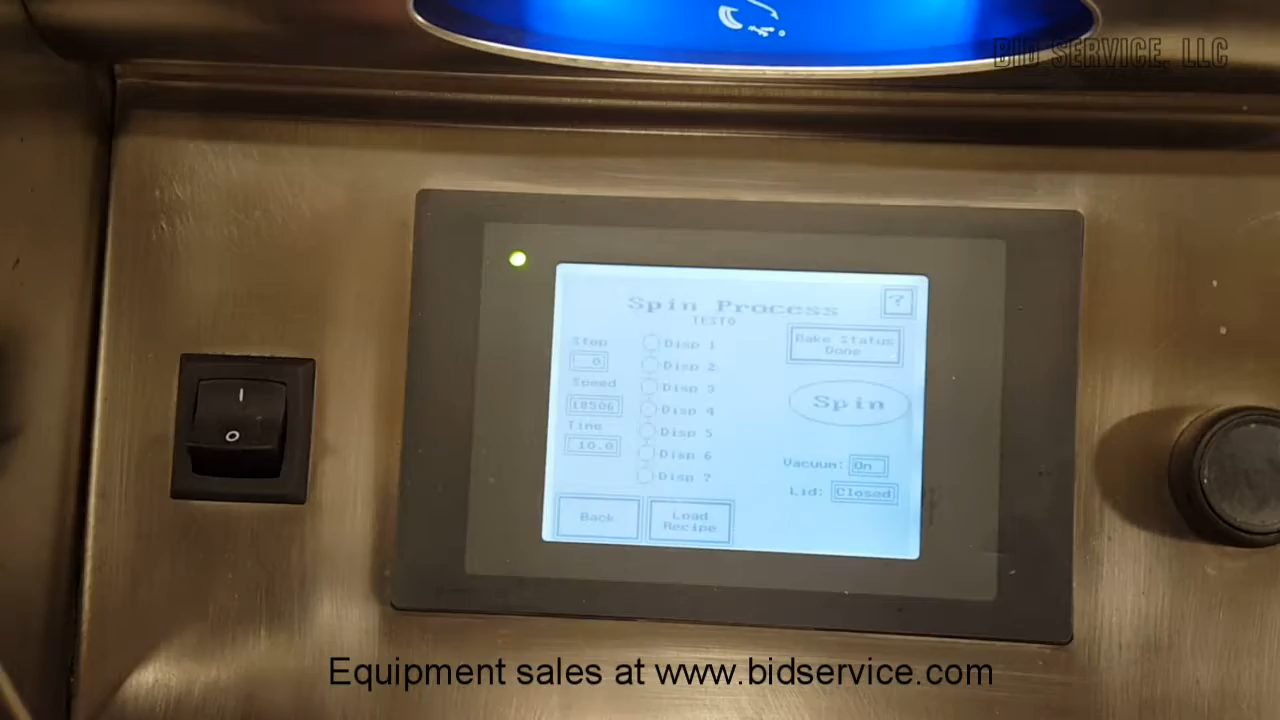 BID SERVICE, LLC
Spin Process
TEST0
?
Step
0
Speed
18506
Time
10.0
Disp 1
Disp 2
Disp 3
Disp 4
Disp 5
Disp 6
Disp 7
Bake Status
Done
Spin
Vacuum: On
Lid: Closed
Back
Load
Recipe
I
O
Equipment sales at www.bidservice.com